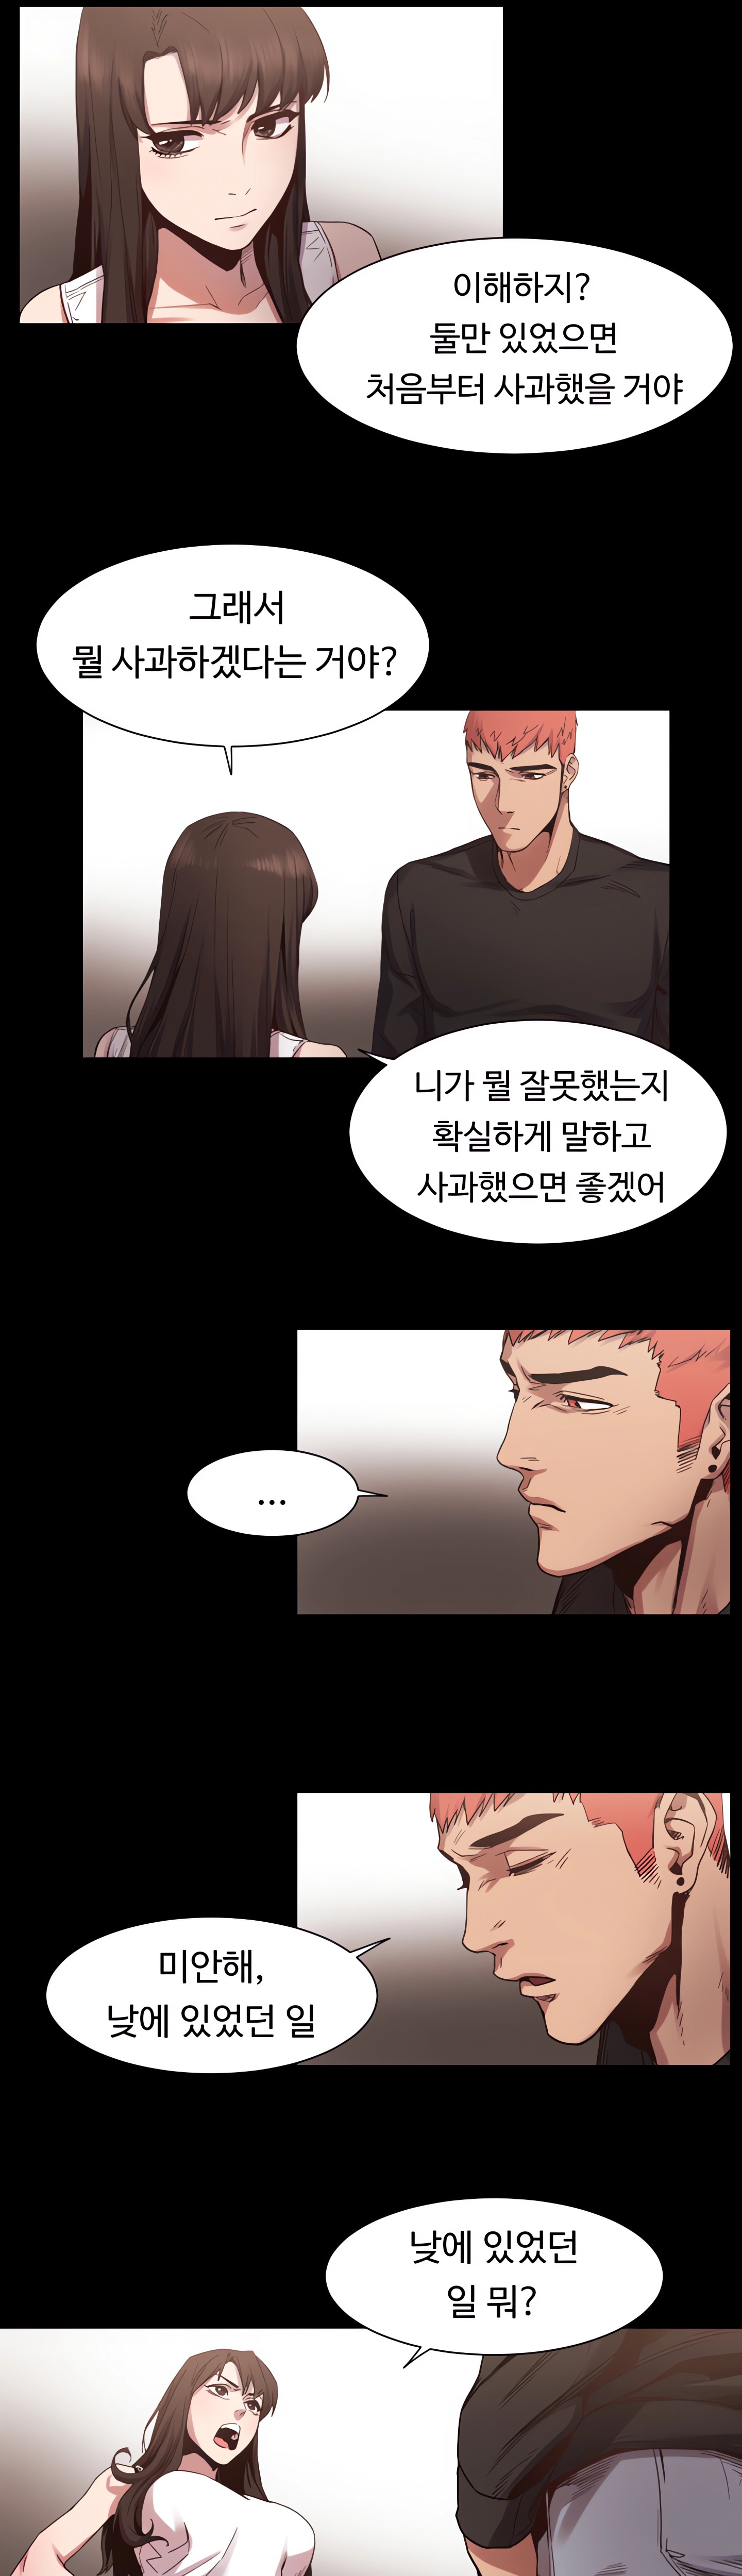 이해하지?
둘만 있었으면
처음부터 사과했을 거야
그래서
뭘 사과하겠다는 거야?
니가 뭘 잘못했는지
확실하게 말하고
사과했으면 좋겠어
...
미안해,
낮에 있었던 일
낮에 있었던
일 뭐?